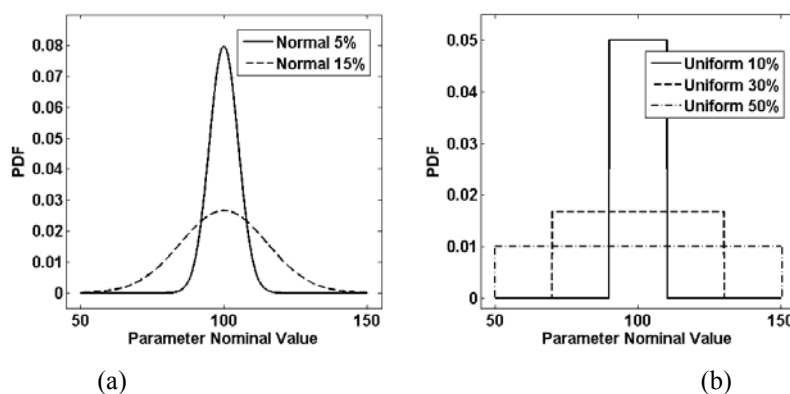 0.08
0.07
0.06
0.05
0.04
0.03
0.02
0.01
0
PDF
Normal 5%
Normal 15%
50
100
150
Parameter Nominal Value
(a)
0.05
0.04
0.03
0.02
0.01
0
PDF
Uniform 10%
Uniform 30%
Uniform 50%
50
100
150
Parameter Nominal Value
(b)